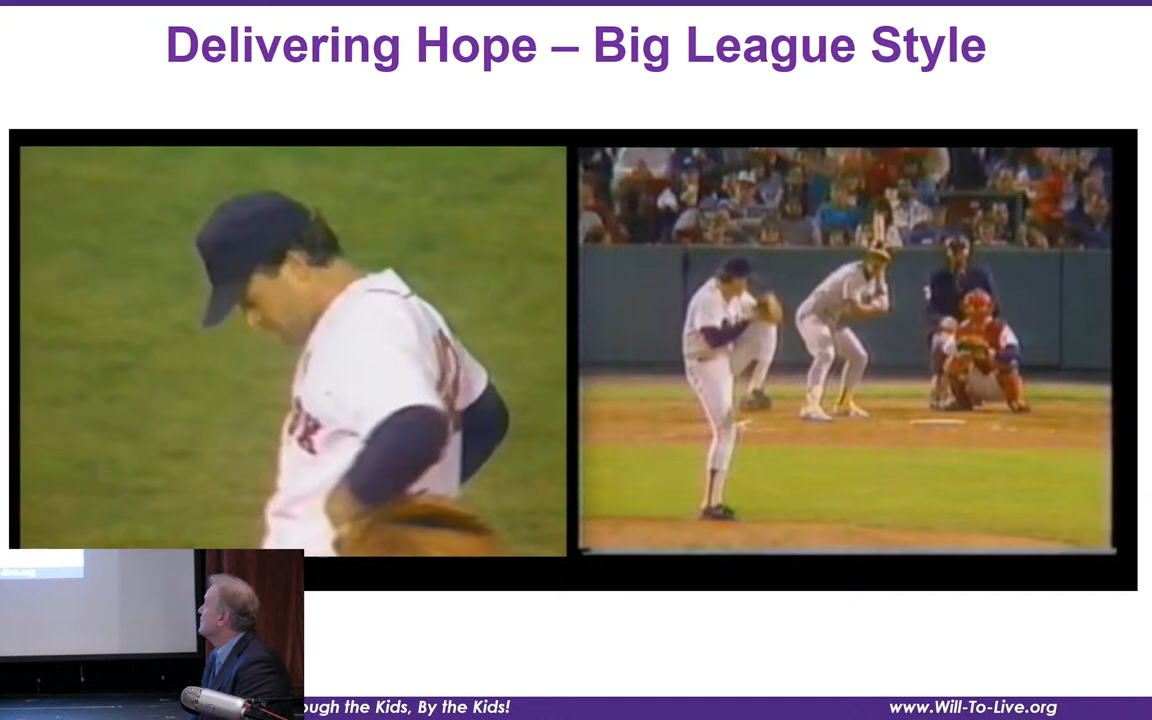 Delivering Hope – Big League Style
ough the Kids, By the Kids!
www.Will-To-Live.org